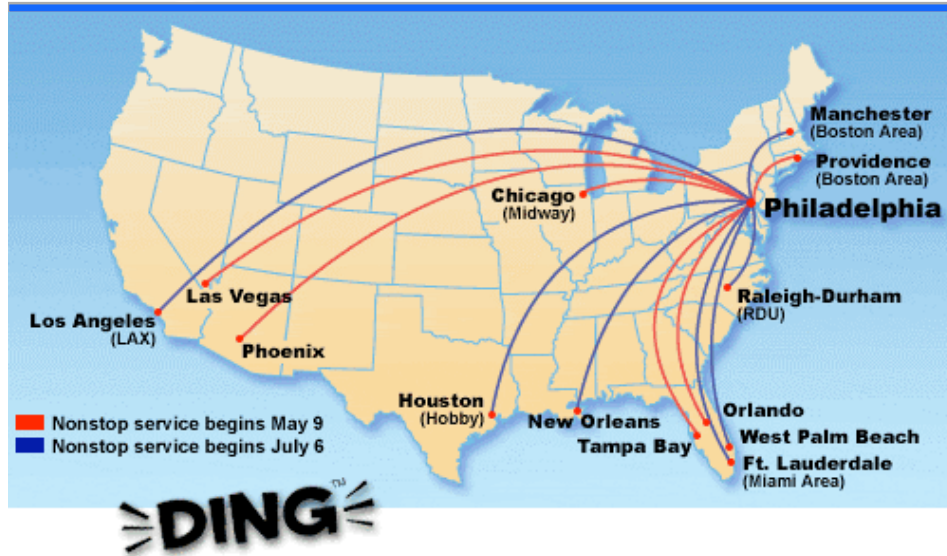 Manchester
(Boston Area)
Providence
(Boston Area)
Chicago
(Midway)
Philadelphia
Las Vegas
Raleigh-Durham
(RDU)
Los Angeles
(LAX)
Phoenix
Houston
(Hobby)
New Orleans
Orlando
Tampa Bay
West Palm Beach
Ft. Lauderdale
(Miami Area)
Nonstop service begins May 9
Nonstop service begins July 6
DING™